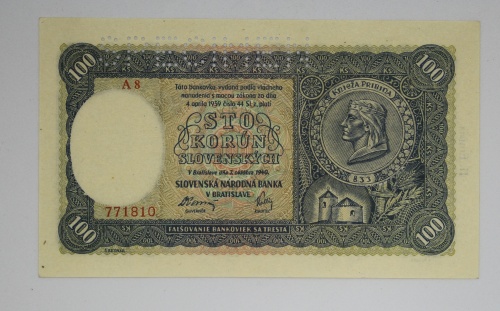 100
100
A 8
Táto bankovka, vydaná podľa vládneho
nariadenia s mocou zákona zo dňa
4. apríla 1939 číslo 44 Sl. z. platí
STO
KORÚN
SLOVENSKÝCH
V Bratislave dňa 7. októbra 1940.
SLOVENSKÁ NÁRODNÁ BANKA
V BRATISLAVE
KNIEŽA PRIBINA
833
771810
FALŠOVANIE BANKOVIEK SA TRESTÁ
100
100